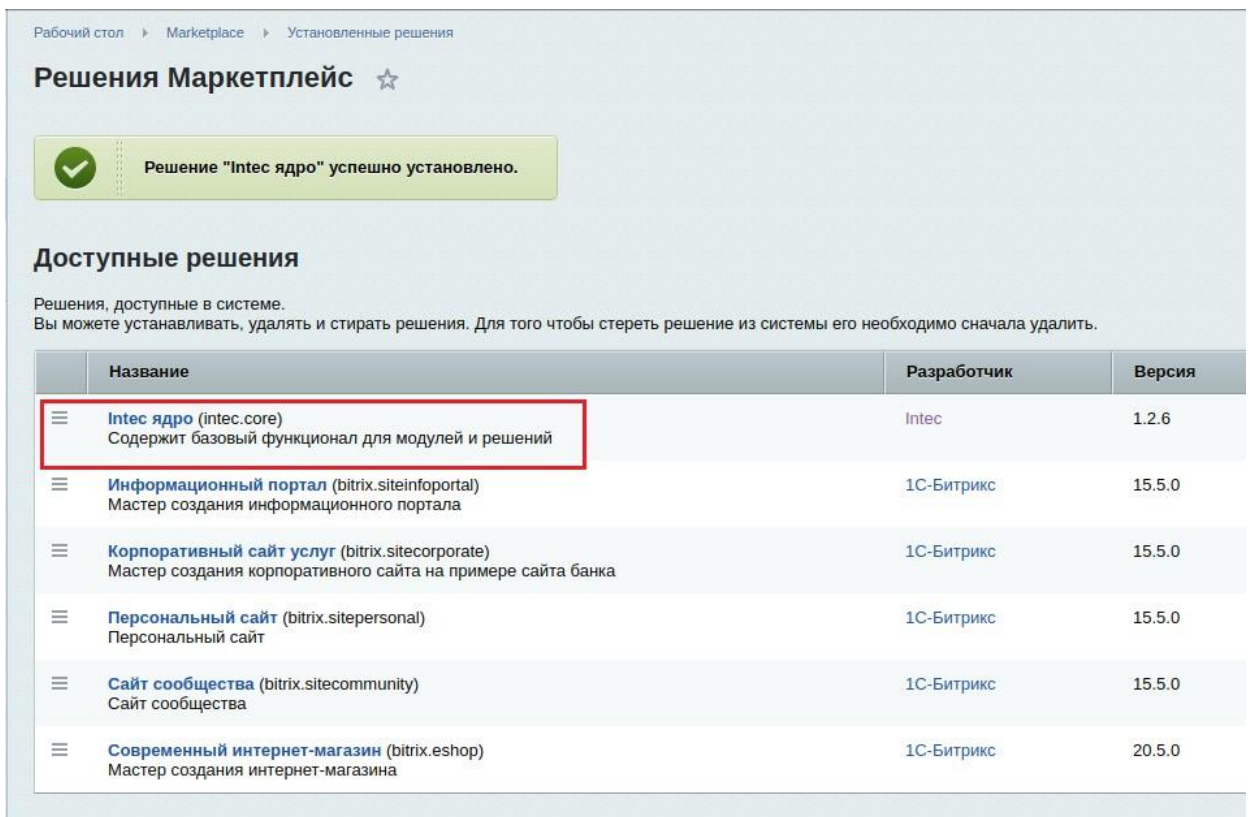 Рабочий стол Marketplace Установленные решения
Решения Маркетплейс
Решение "Intec ядро" успешно установлено.
Доступные решения
Решения, доступные в системе.
Вы можете устанавливать, удалять и стирать решения. Для того чтобы стереть решение из системы его необходимо сначала удалить.
Название Разработчик Версия
Intec ядро (intec.core) Intec 1.2.6
Содержит базовый функционал для модулей и решений
Информационный портал (bitrix.siteinfoportal) 1С-Битрикс 15.5.0
Мастер создания информационного портала
Корпоративный сайт услуг (bitrix.sitecorporate) 1С-Битрикс 15.5.0
Мастер создания корпоративного сайта на примере сайта банка
Персональный сайт (bitrix.sitepersonal) 1С-Битрикс 15.5.0
Персональный сайт
Сайт сообщества (bitrix.sitecommunity) 1С-Битрикс 15.5.0
Сайт сообщества
Современный интернет-магазин (bitrix.eshop) 1С-Битрикс 20.5.0
Мастер создания интернет-магазина